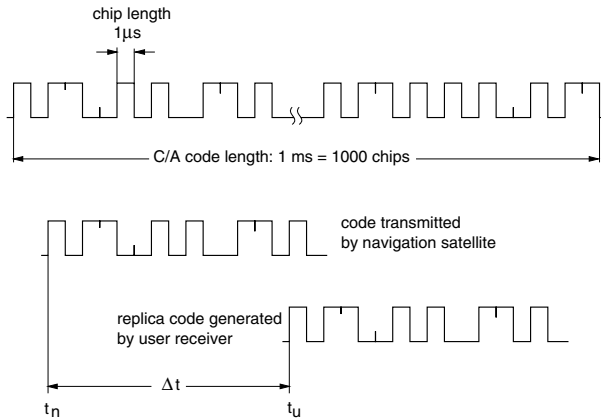 chip length
1μs
C/A code length: 1 ms = 1000 chips
code transmitted
by navigation satellite
replica code generated
by user receiver
Δt
tn
tu